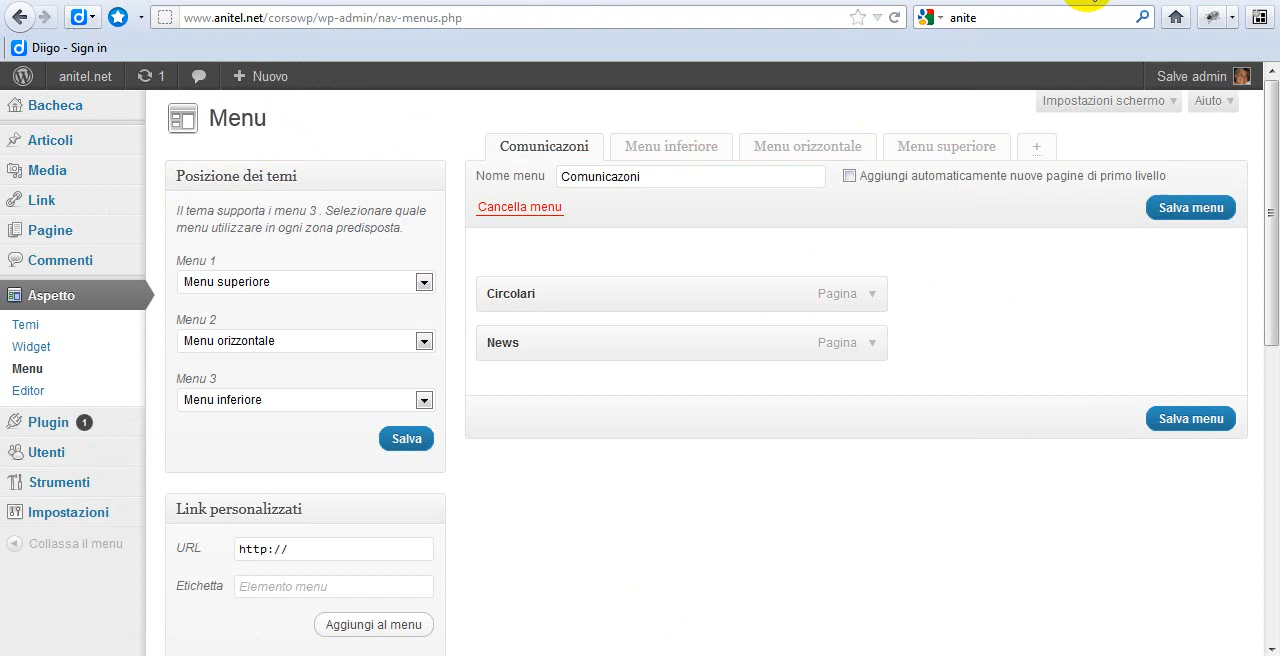 www.anitel.net/corsowp/wp-admin/nav-menus.php
anite
Diigo - Sign in
anitel.net
1
Nuovo
Salve admin
Bacheca
Articoli
Media
Link
Pagine
Commenti
Aspetto
Temi
Widget
Menu
Editor
Plugin 1
Utenti
Strumenti
Impostazioni
Collassa il menu
Impostazioni schermo
Aiuto
Menu
Posizione dei temi
Il tema supporta i menu 3 . Selezionare quale
menu utilizzare in ogni zona predisposta.
Menu 1
Menu superiore
Menu 2
Menu orizzontale
Menu 3
Menu inferiore
Salva
Link personalizzati
URL
http://
Etichetta
Elemento menu
Aggiungi al menu
Comunicazoni
Menu inferiore
Menu orizzontale
Menu superiore
+
Nome menu
Comunicazoni
Aggiungi automaticamente nuove pagine di primo livello
Cancella menu
Salva menu
Circolari
Pagina
News
Pagina
Salva menu